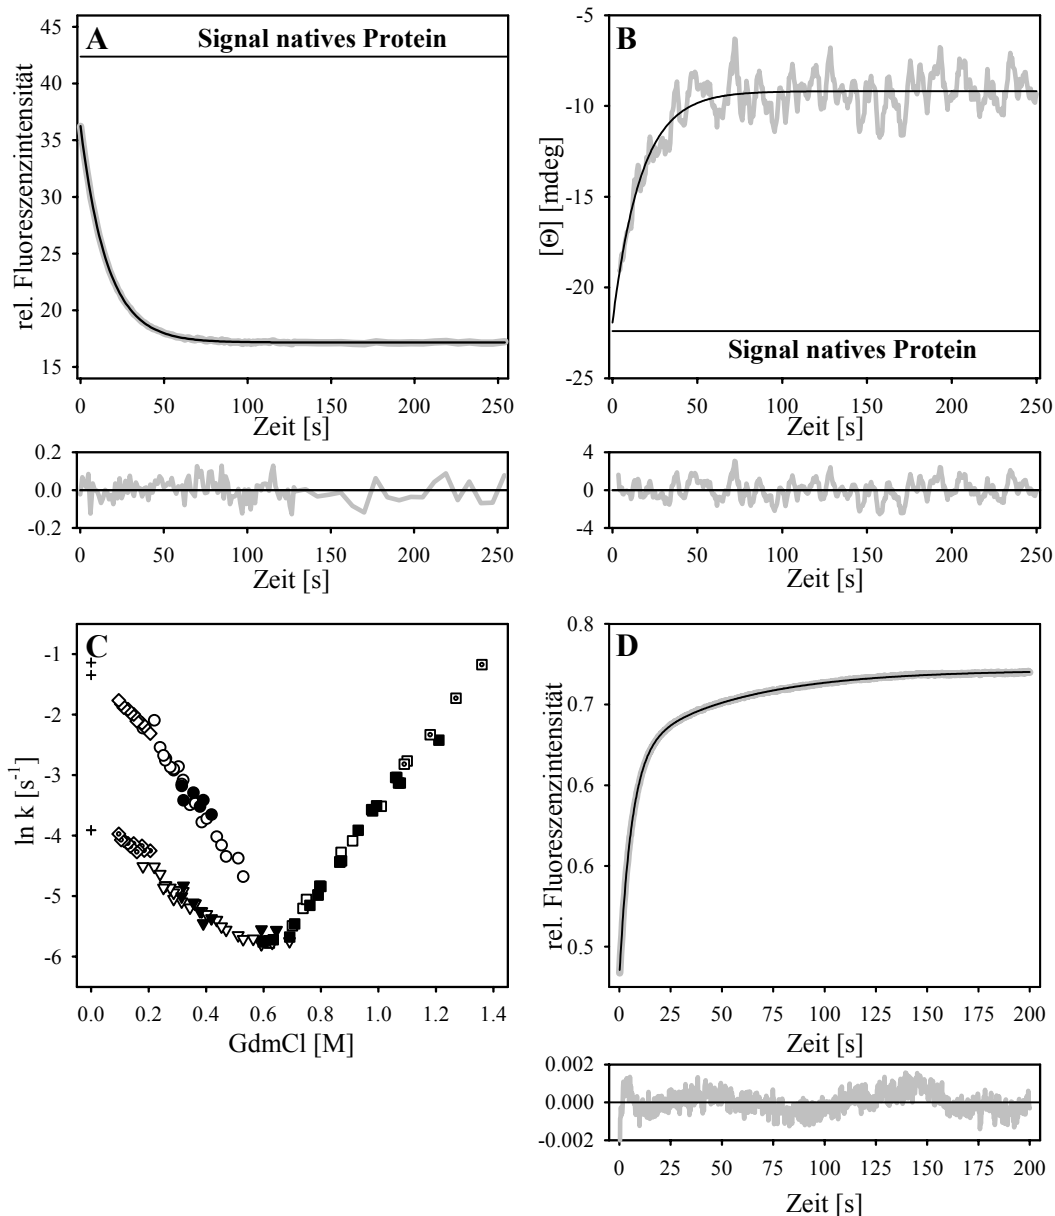 A
Signal natives Protein
rel. Fluoreszenzintensität
45
40
35
30
25
20
15
0 50 100 150 200 250
Zeit [s]
0.2
0.0
-0.2
0 50 100 150 200 250
Zeit [s]
B
[Θ] [mdeg]
-5
-10
-15
-20
-25
Signal natives Protein
0 50 100 150 200 250
Zeit [s]
4
0
-4
0 50 100 150 200 250
Zeit [s]
C
ln k [s⁻¹]
-1
-2
-3
-4
-5
-6
0.0 0.2 0.4 0.6 0.8 1.0 1.2 1.4
GdmCl [M]
D
rel. Fluoreszenzintensität
0.8
0.7
0.6
0.5
0 25 50 75 100 125 150 175 200
Zeit [s]
0.002
0.000
-0.002
0 25 50 75 100 125 150 175 200
Zeit [s]